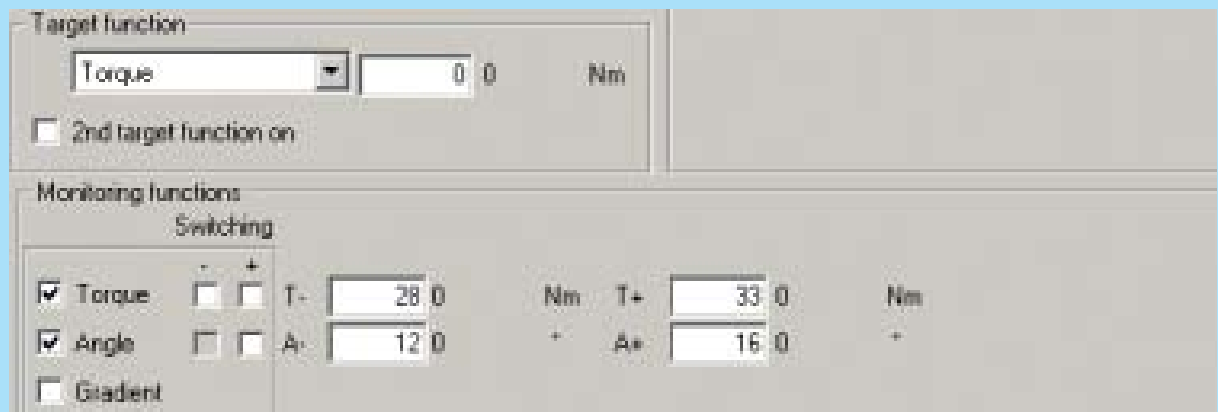 Target function
Torque 0 0 Nm
2nd target function on
Monitoring functions
Switching
- +
Torque T- 28 0 Nm T+ 33 0 Nm
Angle A- 12 0 ° A+ 16 0 °
Gradient